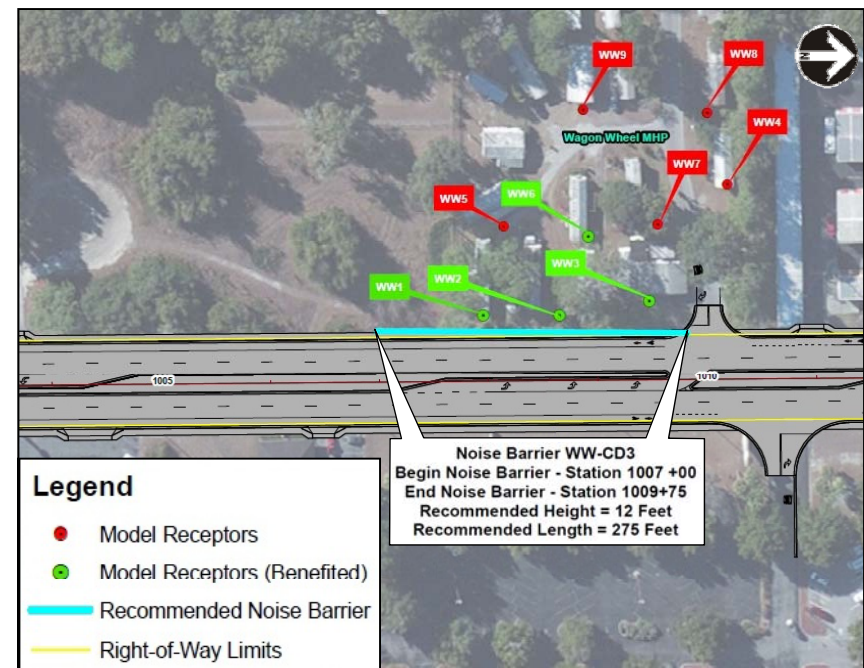 WW9
WW8
N
Wagon Wheel MHP
WW4
WW7
WW5
WW6
WW3
WW2
WW1
1005
1010
Noise Barrier WW-CD3
Begin Noise Barrier - Station 1007 +00
End Noise Barrier - Station 1009+75
Recommended Height = 12 Feet
Recommended Length = 275 Feet
Legend
Model Receptors
Model Receptors (Benefited)
Recommended Noise Barrier
Right-of-Way Limits